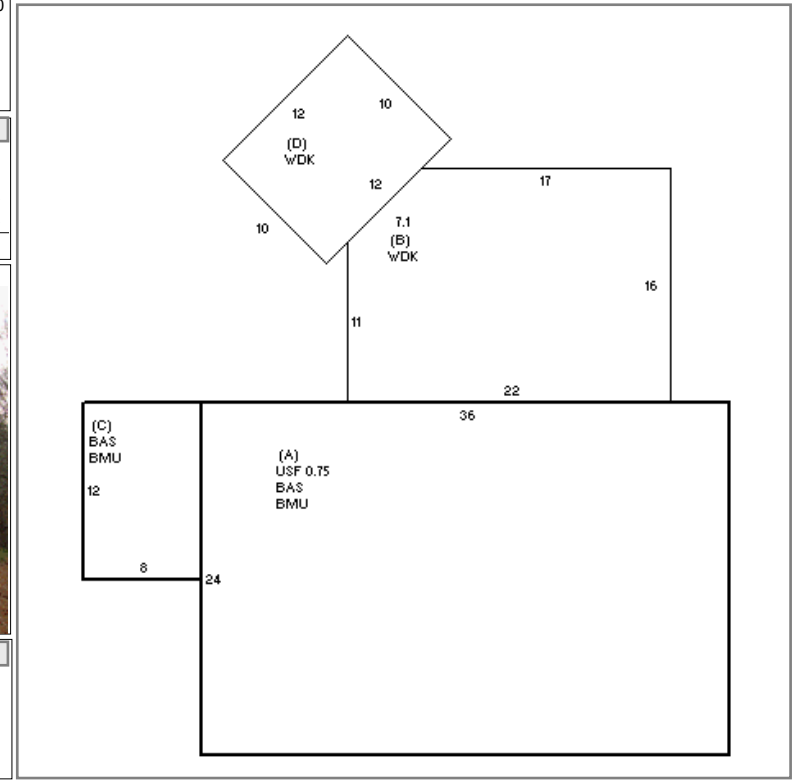 12
10
(D)
WDK
12
10
17
7.1
(B)
WDK
16
11
22
36
(C)
BAS
BMU
12
8
(A)
USF 0.75
BAS
BMU
24